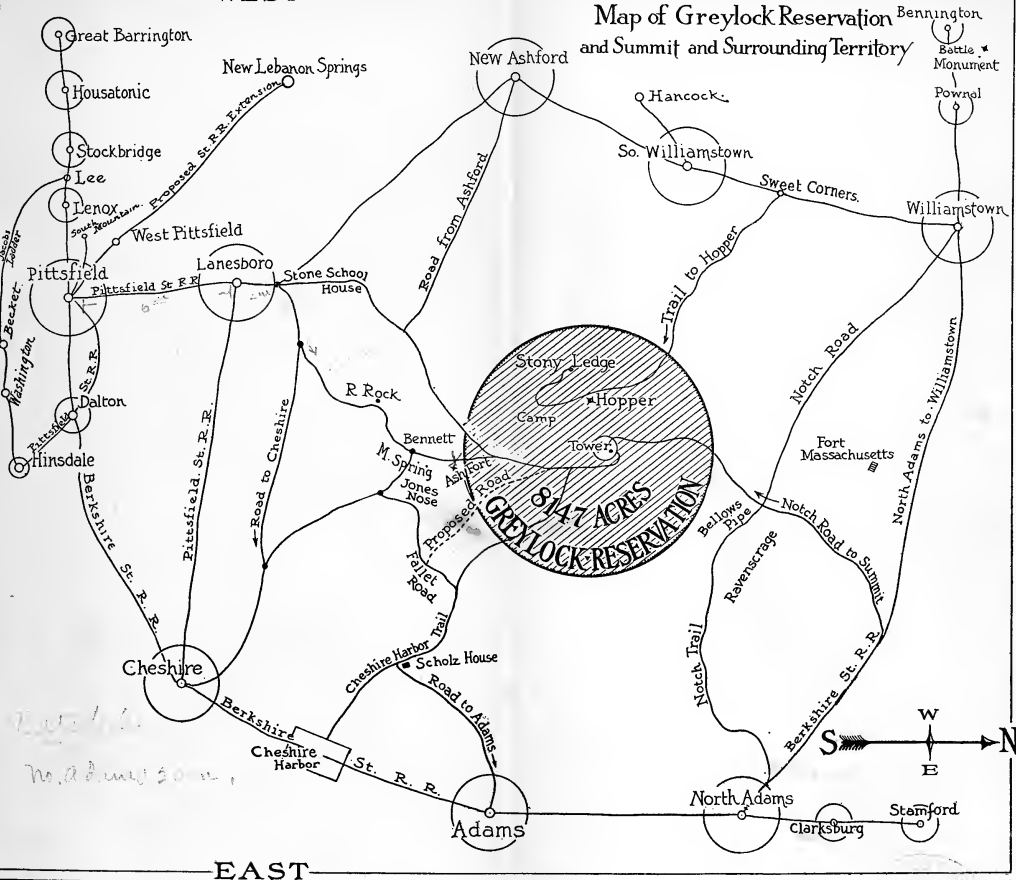 Map of Greylock Reservation
and Summit and Surrounding Territory
Bennington
Battle
Monument
Pownal
Great Barrington
Housatonic
Stockbridge
Lee
Lenox
South Mountain
Proposed St. R.R. Extension
New Lebanon Springs
West Pittsfield
New Ashford
Hancock
So. Williamstown
Sweet Corners.
Williamstown
Jacobs
Ladder
Becket
Washington
Pittsfield
Pittsfield St R R
Lanesboro
Stone School
House
Road from Ashford
Trail to Hopper
Notch Road
North Adams to Williamstown
St. R.R
Dalton
Pittsfield
Hinsdale
Stony Ledge
Hopper
Camp
Tower
R Rock
Bennett
M. Spring
Jones
Nose
Ashfort
Proposed Road
8147 ACRES
GREYLOCK-RESERVATION
Fort
Massachusetts
Bellows
Pipe
Ravenscrage
Notch Road to Summit
Berkshire St. R. R.
Pittsfield. St. R. R.
Road to Cheshire
Fallet
Road
Cheshire Harbor Trail
Scholz House
Road to Adams
Notch Trail
Berkshire St. R. R.
Cheshire
Berkshire St. R. R.
Cheshire
Harbor
Adams
North Adams
Clarksburg
Stamford
W
S
N
E
EAST